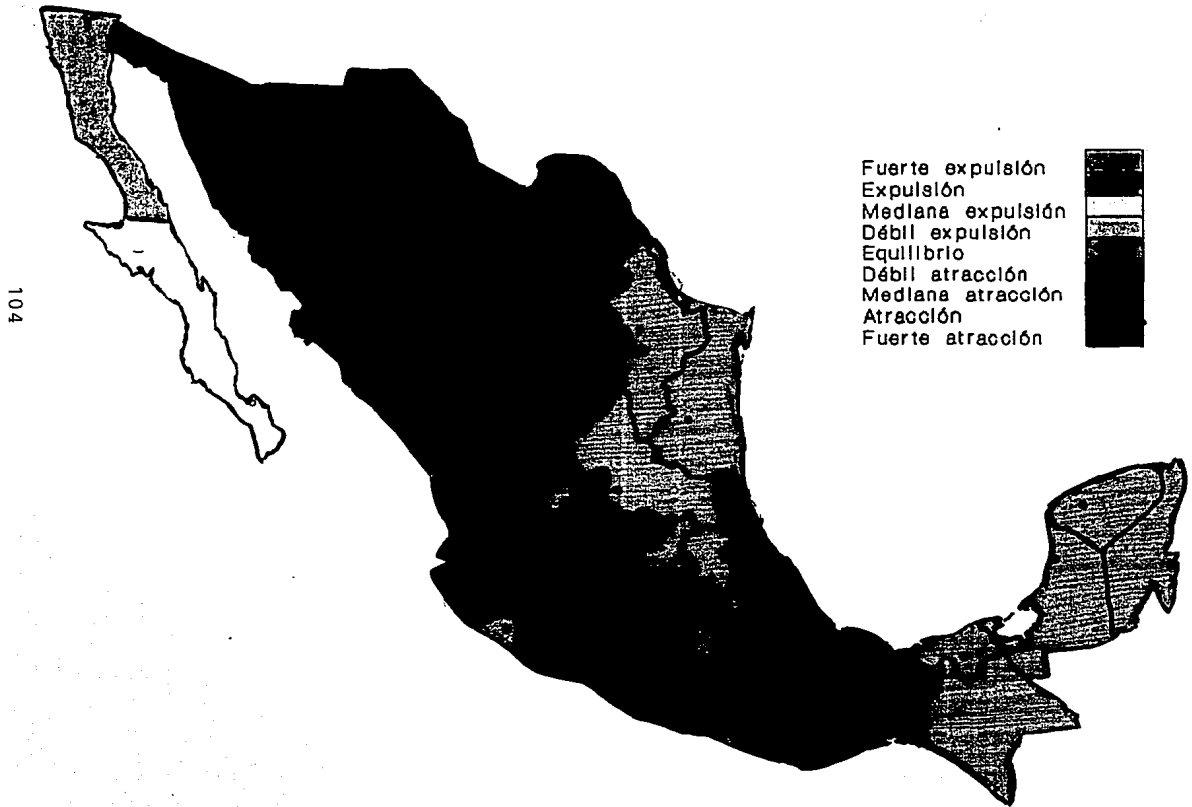 Fuerte expulsión
Expulsión
Mediana expulsión
Débil expulsión
Equilibrio
Débil atracción
Mediana atracción
Atracción
Fuerte atracción
104